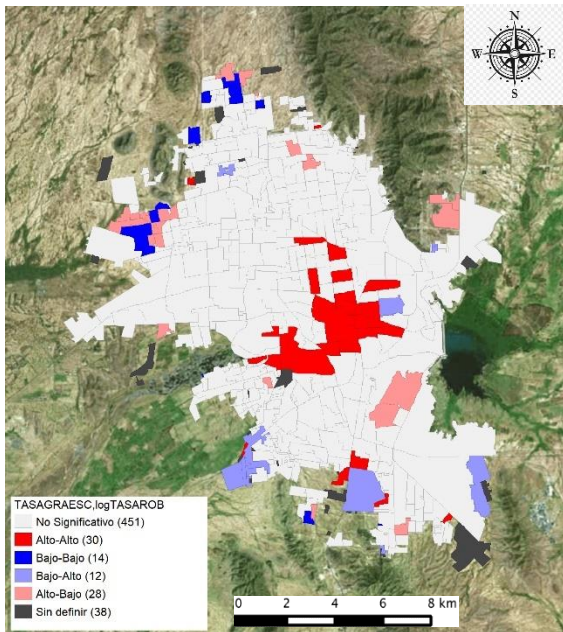 N
W E
S
TASAGRAESC,logTASAROB
No Significativo (451)
Alto-Alto (30)
Bajo-Bajo (14)
Bajo-Alto (12)
Alto-Bajo (28)
Sin definir (38)
0 2 4 6 8 km